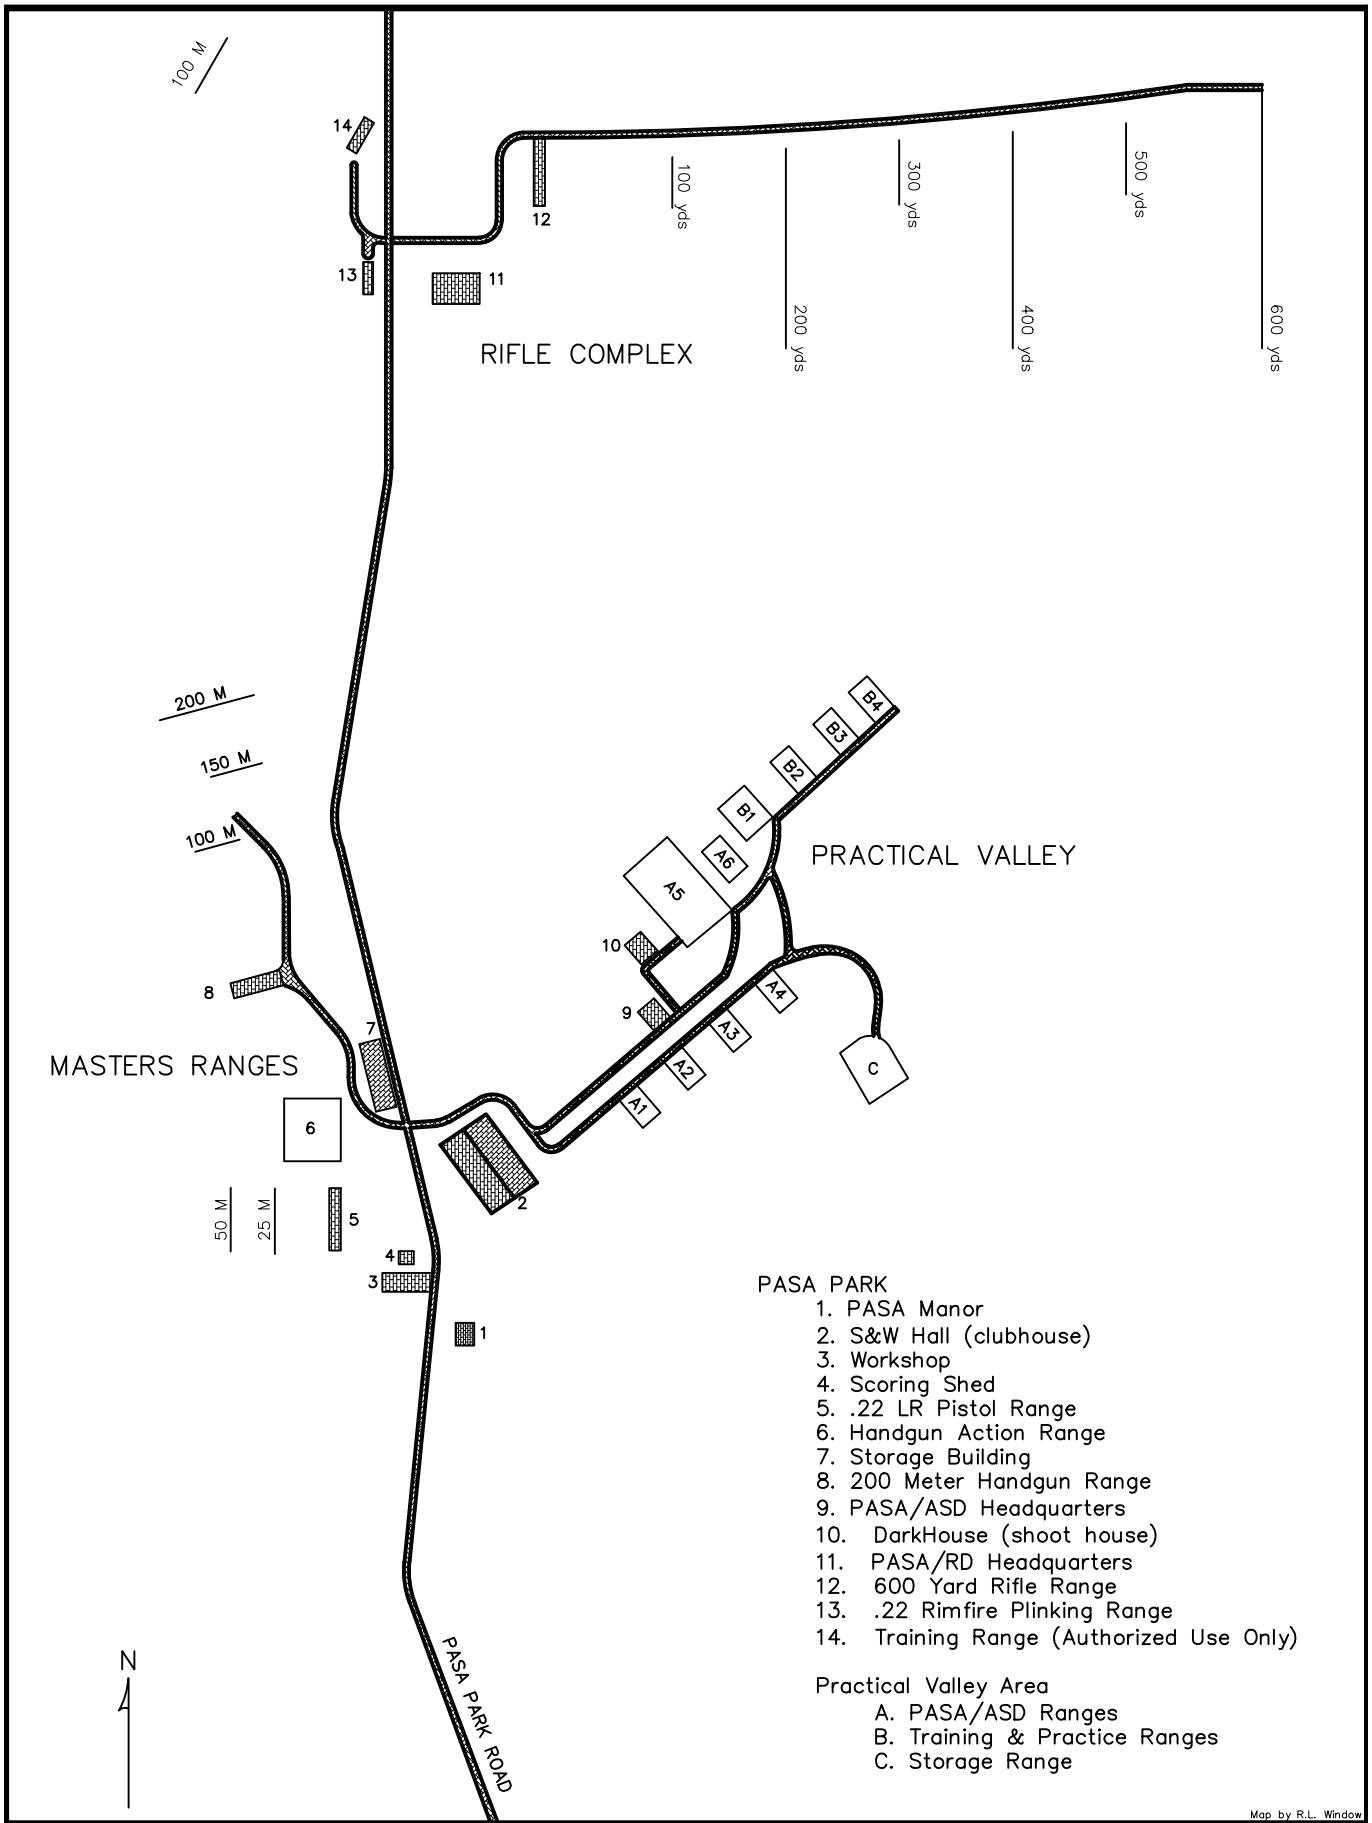 100 M
14
12
13
11
100 yds
200 yds
300 yds
400 yds
500 yds
600 yds
RIFLE COMPLEX
200 M
150 M
100 M
B4
B3
B2
B1
A6
A5
PRACTICAL VALLEY
10
9
8
7
A4
A3
A2
A1
C
MASTERS RANGES
6
2
50 M
25 M
5
4
3
1
PASA PARK
1. PASA Manor
2. S&W Hall (clubhouse)
3. Workshop
4. Scoring Shed
5. .22 LR Pistol Range
6. Handgun Action Range
7. Storage Building
8. 200 Meter Handgun Range
9. PASA/ASD Headquarters
10. DarkHouse (shoot house)
11. PASA/RD Headquarters
12. 600 Yard Rifle Range
13. .22 Rimfire Plinking Range
14. Training Range (Authorized Use Only)
Practical Valley Area
A. PASA/ASD Ranges
B. Training & Practice Ranges
C. Storage Range
N
PASA PARK ROAD
Map by R.L. Window